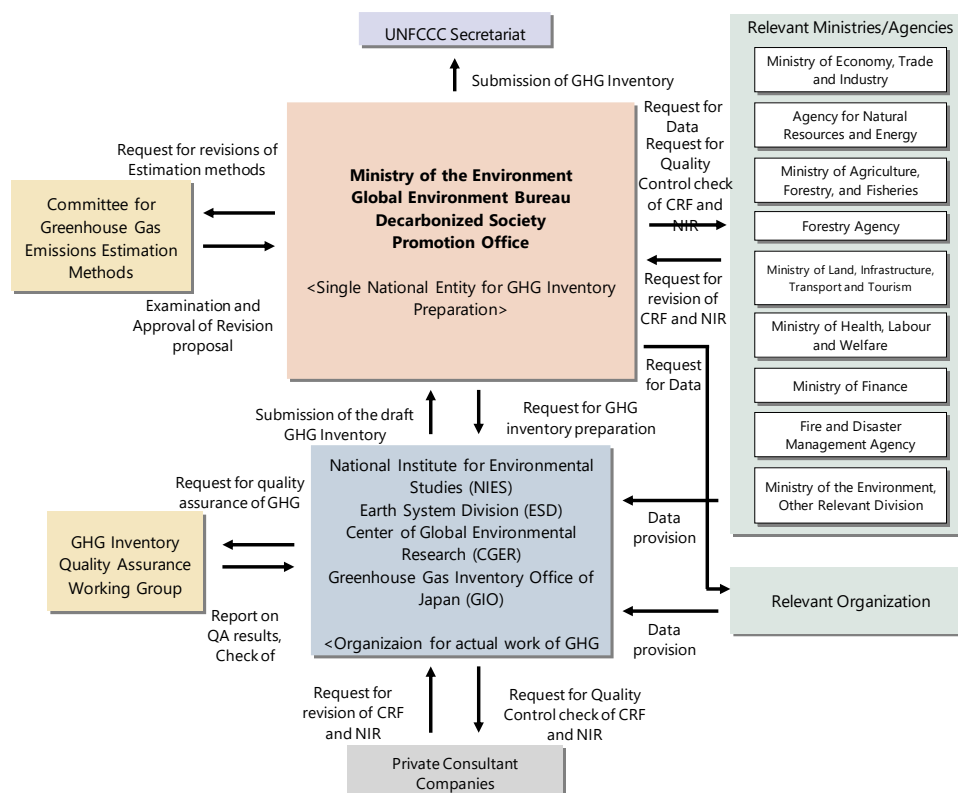 UNFCCC Secretariat
Submission of GHG Inventory
Relevant Ministries/Agencies
Ministry of Economy, Trade
and Industry
Agency for Natural
Resources and Energy
Ministry of Agriculture,
Forestry, and Fisheries
Forestry Agency
Ministry of Land, Infrastructure,
Transport and Tourism
Ministry of Health, Labour
and Welfare
Ministry of Finance
Fire and Disaster
Management Agency
Ministry of the Environment,
Other Relevant Division
Request for
Data
Request for
Quality
Control check
of CRF and
NIR
Request for
revision of
CRF and NIR
Request
for Data
Ministry of the Environment
Global Environment Bureau
Decarbonized Society
Promotion Office
<Single National Entity for GHG Inventory
Preparation>
Request for revisions of
Estimation methods
Committee for
Greenhouse Gas
Emissions Estimation
Methods
Examination and
Approval of Revision
proposal
Submission of the draft
GHG Inventory
Request for GHG
inventory preparation
National Institute for Environmental
Studies (NIES)
Earth System Division (ESD)
Center of Global Environmental
Research (CGER)
Greenhouse Gas Inventory Office of
Japan (GIO)
<Organizaion for actual work of GHG
Request for quality
assurance of GHG
GHG Inventory
Quality Assurance
Working Group
Report on
QA results,
Check of
Data
provision
Relevant Organization
Data
provision
Request for
revision of CRF
and NIR
Request for Quality
Control check of CRF
and NIR
Private Consultant
Companies